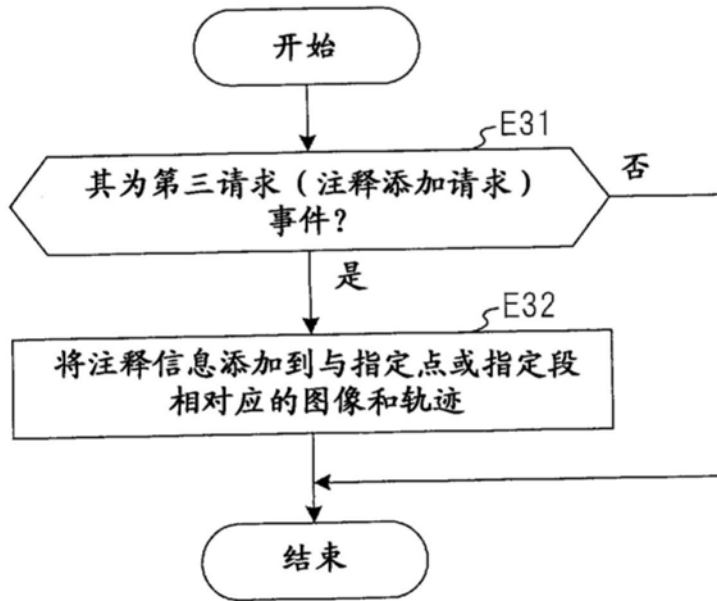 开始
E31
其为第三请求（注释添加请求）
事件？
否
是
E32
将注释信息添加到与指定点或指定段
相对应的图像和轨迹
结束